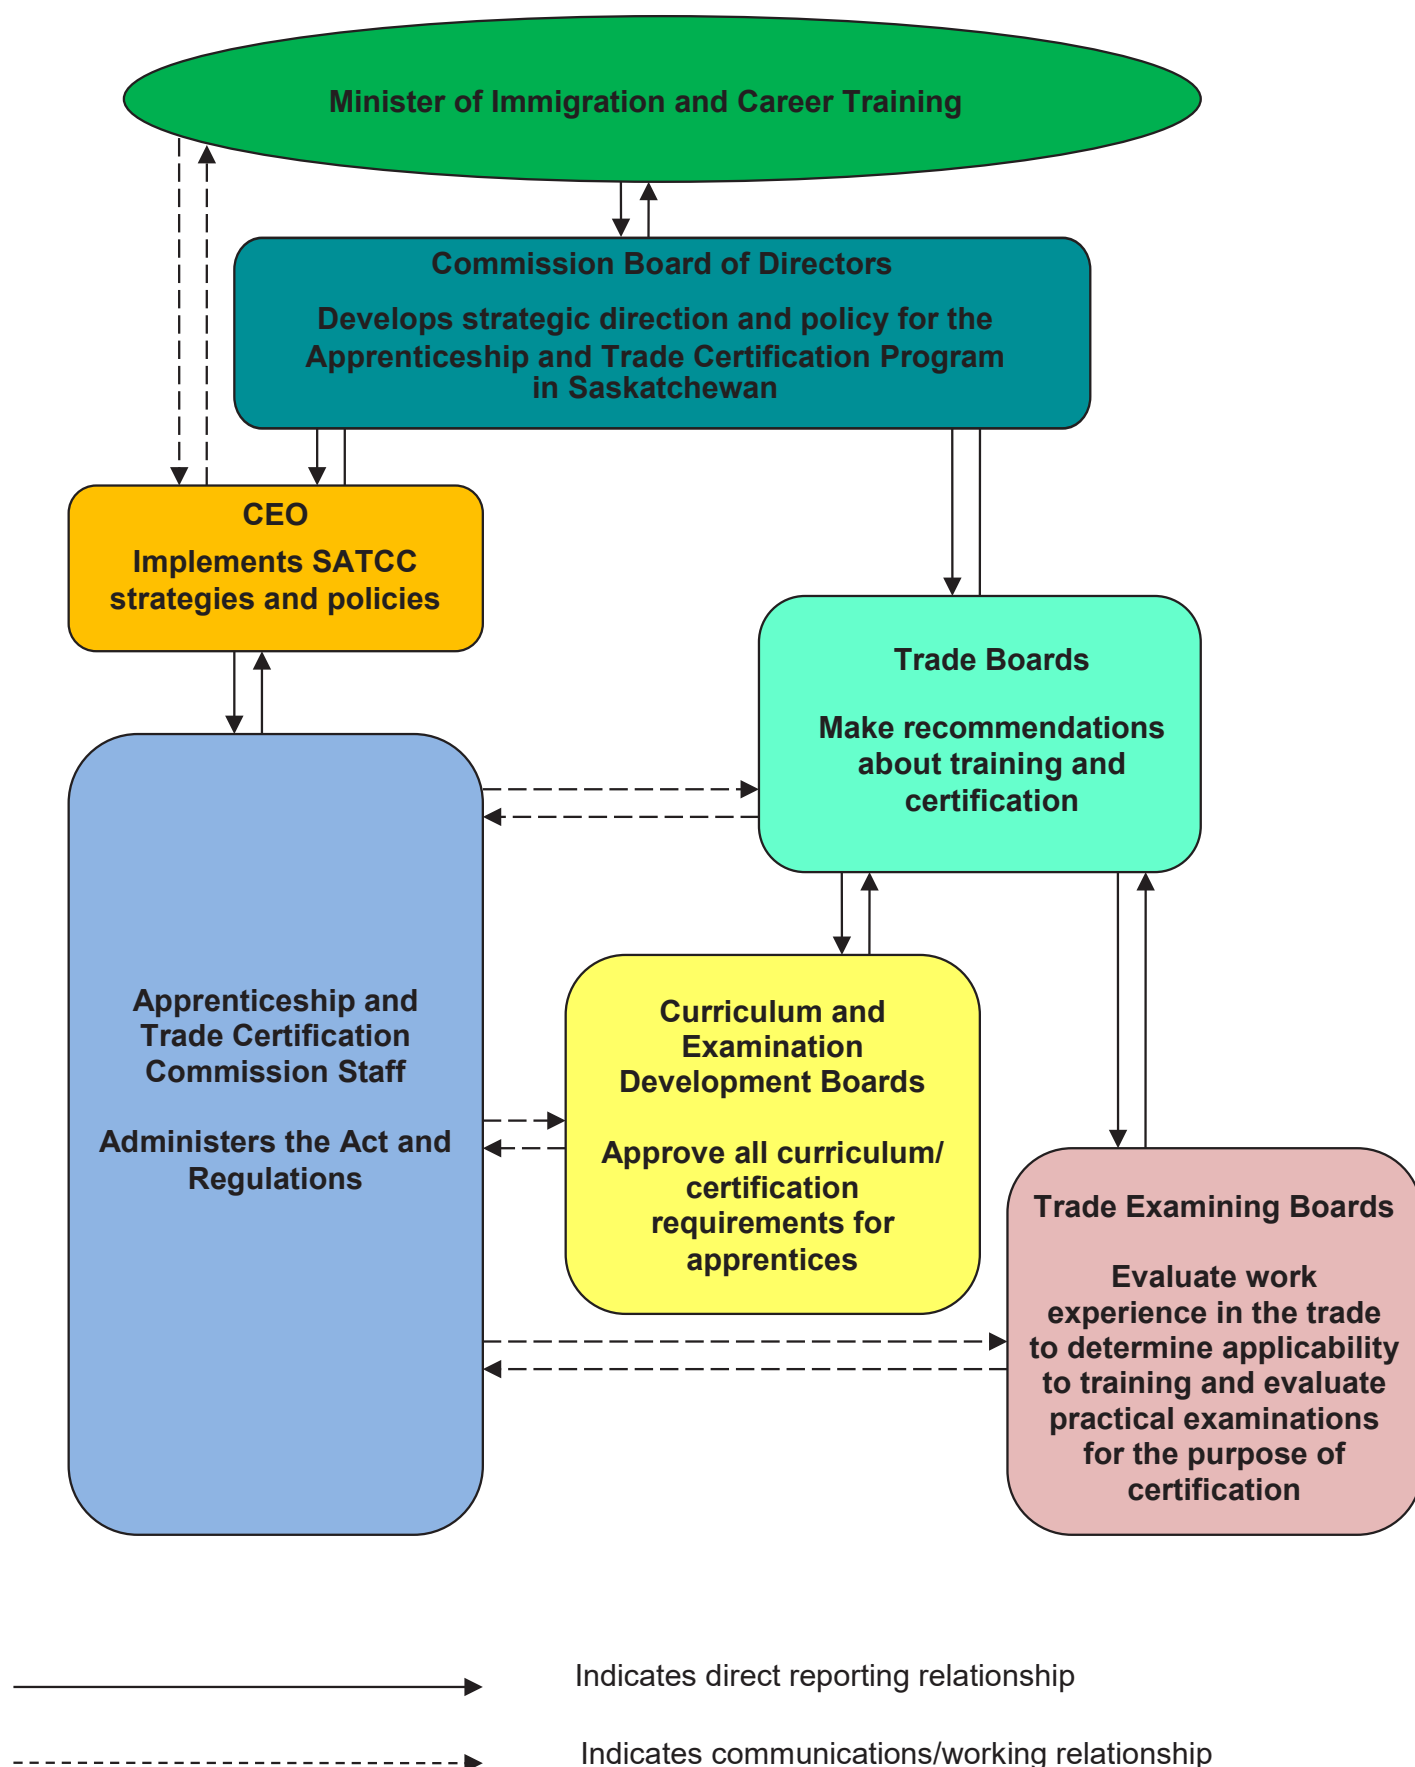 Minister of Immigration and Career Training
Commission Board of Directors
Develops strategic direction and policy for the
Apprenticeship and Trade Certification Program
in Saskatchewan
CEO
Implements SATCC
strategies and policies
Trade Boards
Make recommendations
about training and
certification
Apprenticeship and
Trade Certification
Commission Staff
Administers the Act and
Regulations
Curriculum and
Examination
Development Boards
Approve all curriculum/
certification
requirements for
apprentices
Trade Examining Boards
Evaluate work
experience in the trade
to determine applicability
to training and evaluate
practical examinations
for the purpose of
certification
Indicates direct reporting relationship
Indicates communications/working relationship